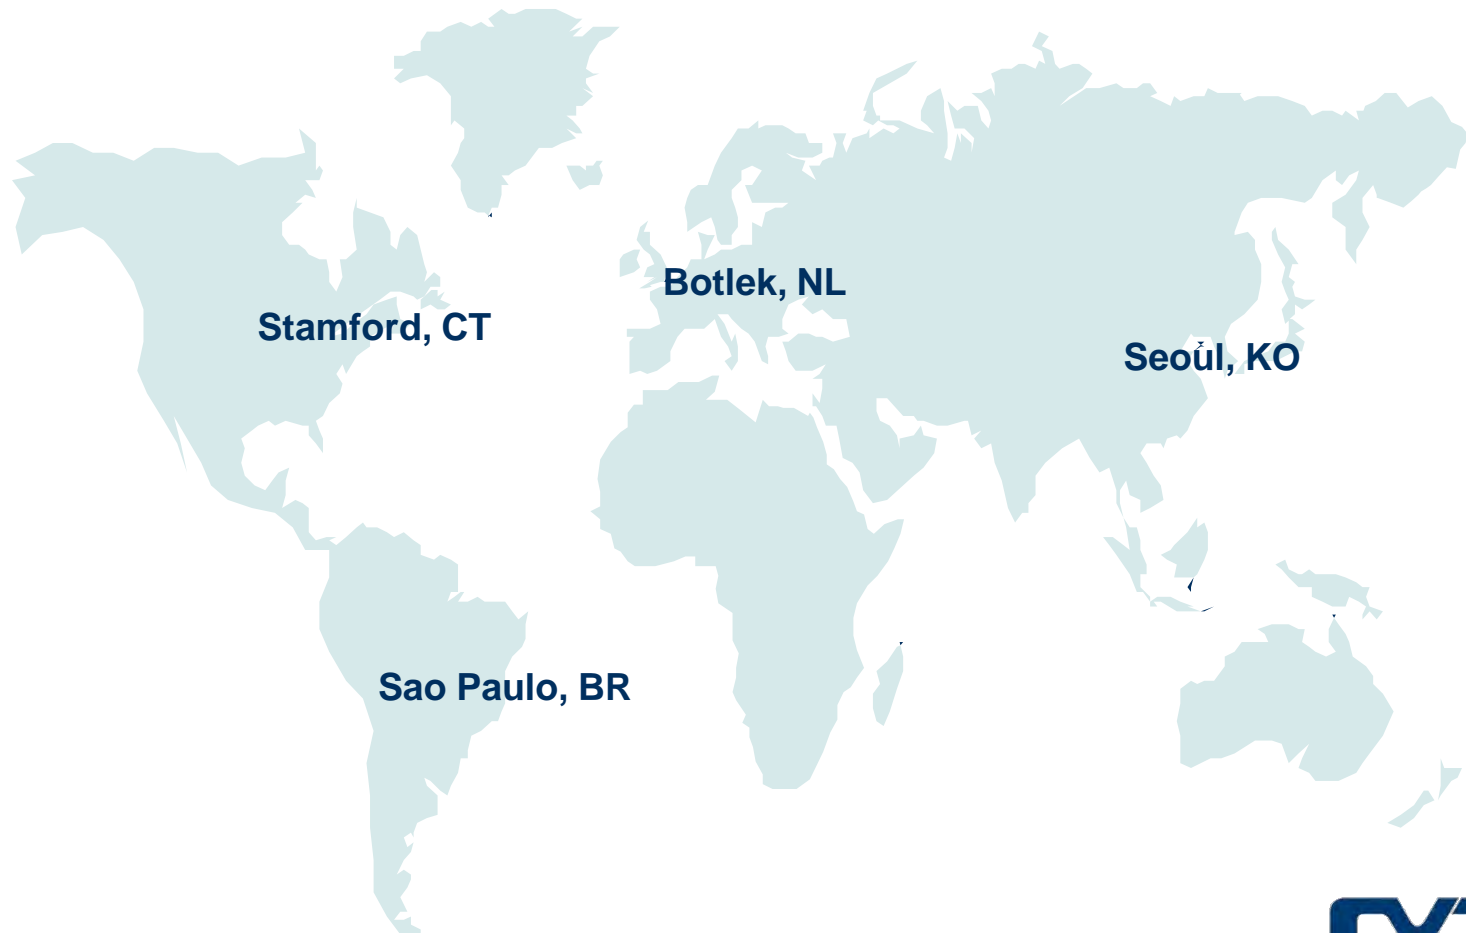 Botlek, NL
Stamford, CT
Seoul, KO
Sao Paulo, BR